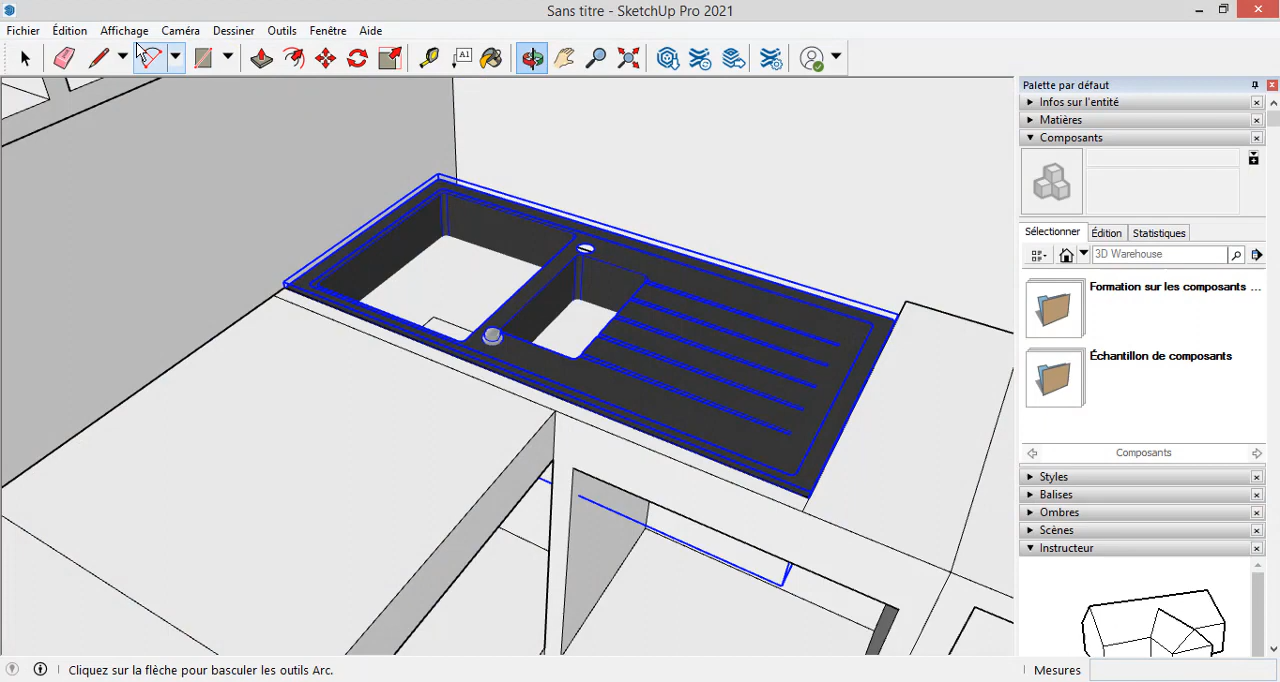 Sans titre - SketchUp Pro 2021
Fichier Édition Affichage Caméra Dessiner Outils Fenêtre Aide
A1
Palette par défaut
Infos sur l'entité
Matières
Composants
Sélectionner Édition Statistiques
3D Warehouse
Formation sur les composants ...
Échantillon de composants
Composants
Styles
Balises
Ombres
Scènes
Instructeur
Cliquez sur la flèche pour basculer les outils Arc.
Mesures